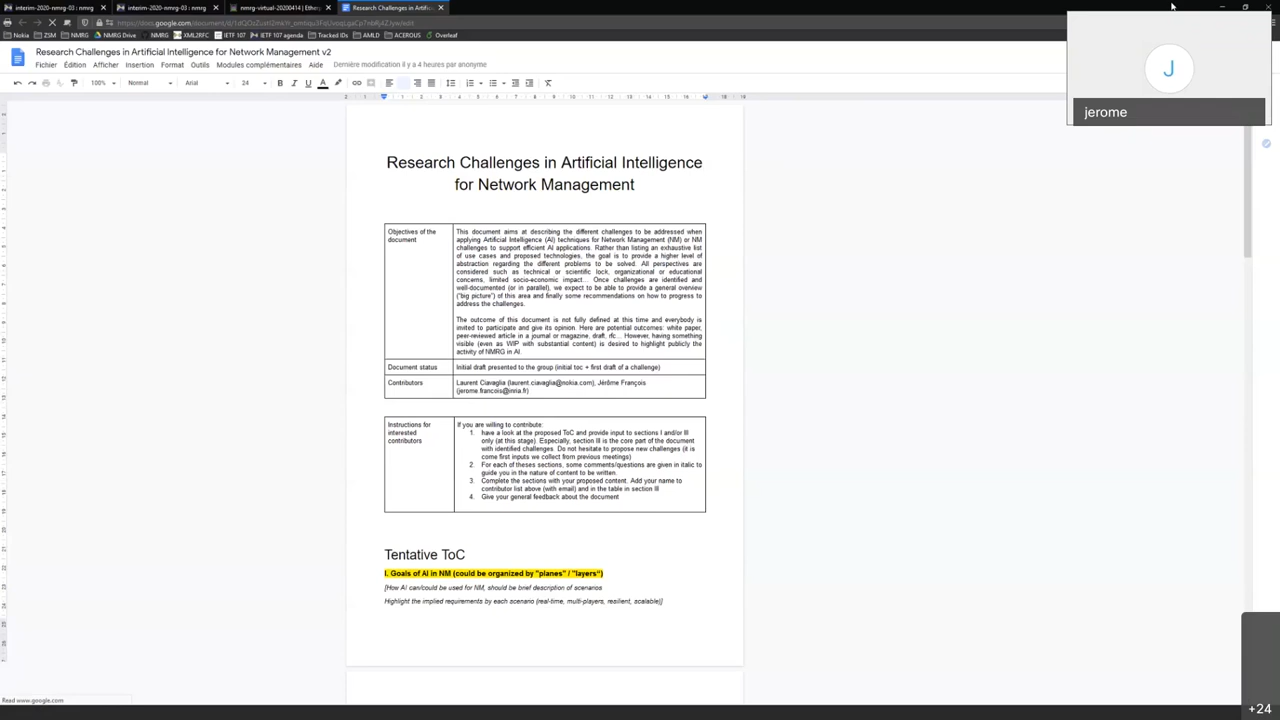 interim-2020-nmrg-03 : nmrg
interim-2020-nmrg-03 : nmrg
nmrg-virtual-20200414 | Ether
Research Challenges in Artific
Nokia ZSM NMRG NMRG Drive NMRG XML2RFC IETF 107 IETF 107 agenda Tracked IDs AMLD ACEROUS Overleaf
Research Challenges in Artificial Intelligence for Network Management v2
Fichier Édition Afficher Insertion Format Outils Modules complémentaires Aide Dernière modification il y a 4 heures par anonyme
100% Normal Arial 24 B I U A
jerome
J
Research Challenges in Artificial Intelligence
for Network Management
Objectives of the
document
This document aims at describing the different challenges to be addressed when
applying Artificial Intelligence (AI) techniques for Network Management (NM) or NM
challenges to support efficient AI applications. Rather than listing an exhaustive list
of use cases and proposed technologies, the goal is to provide a higher level of
abstraction regarding the different problems to be solved. All perspectives are
considered such as technical or scientific lock, organizational or educational
concerns, limited socio-economic impact... Once challenges are identified and
well-documented (or in parallel), we expect to be able to provide a general overview
("big picture") of this area and finally some recommendations on how to progress to
address the challenges.
The outcome of this document is not fully defined at this time and everybody is
invited to participate and give its opinion. Here are potential outcomes: white paper,
peer-reviewed article in a journal or magazine, draft, rfc... However, having something
visible (even as WIP with substantial content) is desired to highlight publicly the
activity of NMRG in AI.
Document status
Initial draft presented to the group (initial toc + first draft of a challenge)
Contributors
Laurent Ciavaglia (laurent.ciavaglia@nokia.com), Jérôme François
(jerome.francois@inria.fr)
Instructions for
interested
contributors
If you are willing to contribute:
1. have a look at the proposed ToC and provide input to sections I and/or III
only (at this stage). Especially, section III is the core part of the document
with identified challenges. Do not hesitate to propose new challenges (it is
come first inputs we collect from previous meetings)
2. For each of theses sections, some comments/questions are given in italic to
guide you in the nature of content to be written.
3. Complete the sections with your proposed content. Add your name to
contributor list above (with email) and in the table in section III
4. Give your general feedback about the document
Tentative ToC
I. Goals of AI in NM (could be organized by "planes" / "layers")
[How AI can/could be used for NM, should be brief description of scenarios
Highlight the implied requirements by each scenario (real-time, multi-players, resilient, scalable)]
Read www.google.com
+24